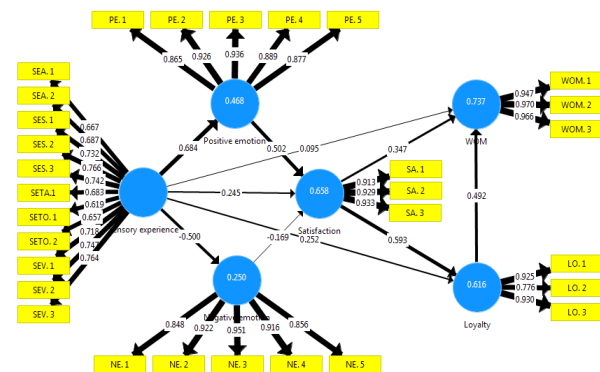 PE. 1
PE. 2
PE. 3
PE. 4
PE. 5
0.865
0.926
0.936
0.889
0.877
SEA. 1
SEA. 2
SES. 1
SES. 2
SES. 3
SETA.1
SETO. 1
SETO. 2
SEV. 1
SEV. 2
SEV. 3
0.667
0.687
0.732
0.766
0.742
0.683
0.619
0.657
0.718
0.747
0.764
0.468
Positive emotion
0.684
0.502
0.095
0.347
0.737
WOM
0.947
0.970
0.966
WOM. 1
WOM. 2
WOM. 3
ensory experience
0.245
0.658
Satisfaction
0.913
0.929
0.933
SA. 1
SA. 2
SA. 3
-0.500
-0.169
0.252
0.593
0.492
0.250
Negative emotion
0.616
Loyalty
0.925
0.776
0.930
LO. 1
LO. 2
LO. 3
0.848
0.922
0.951
0.916
0.856
NE. 1
NE. 2
NE. 3
NE. 4
NE. 5